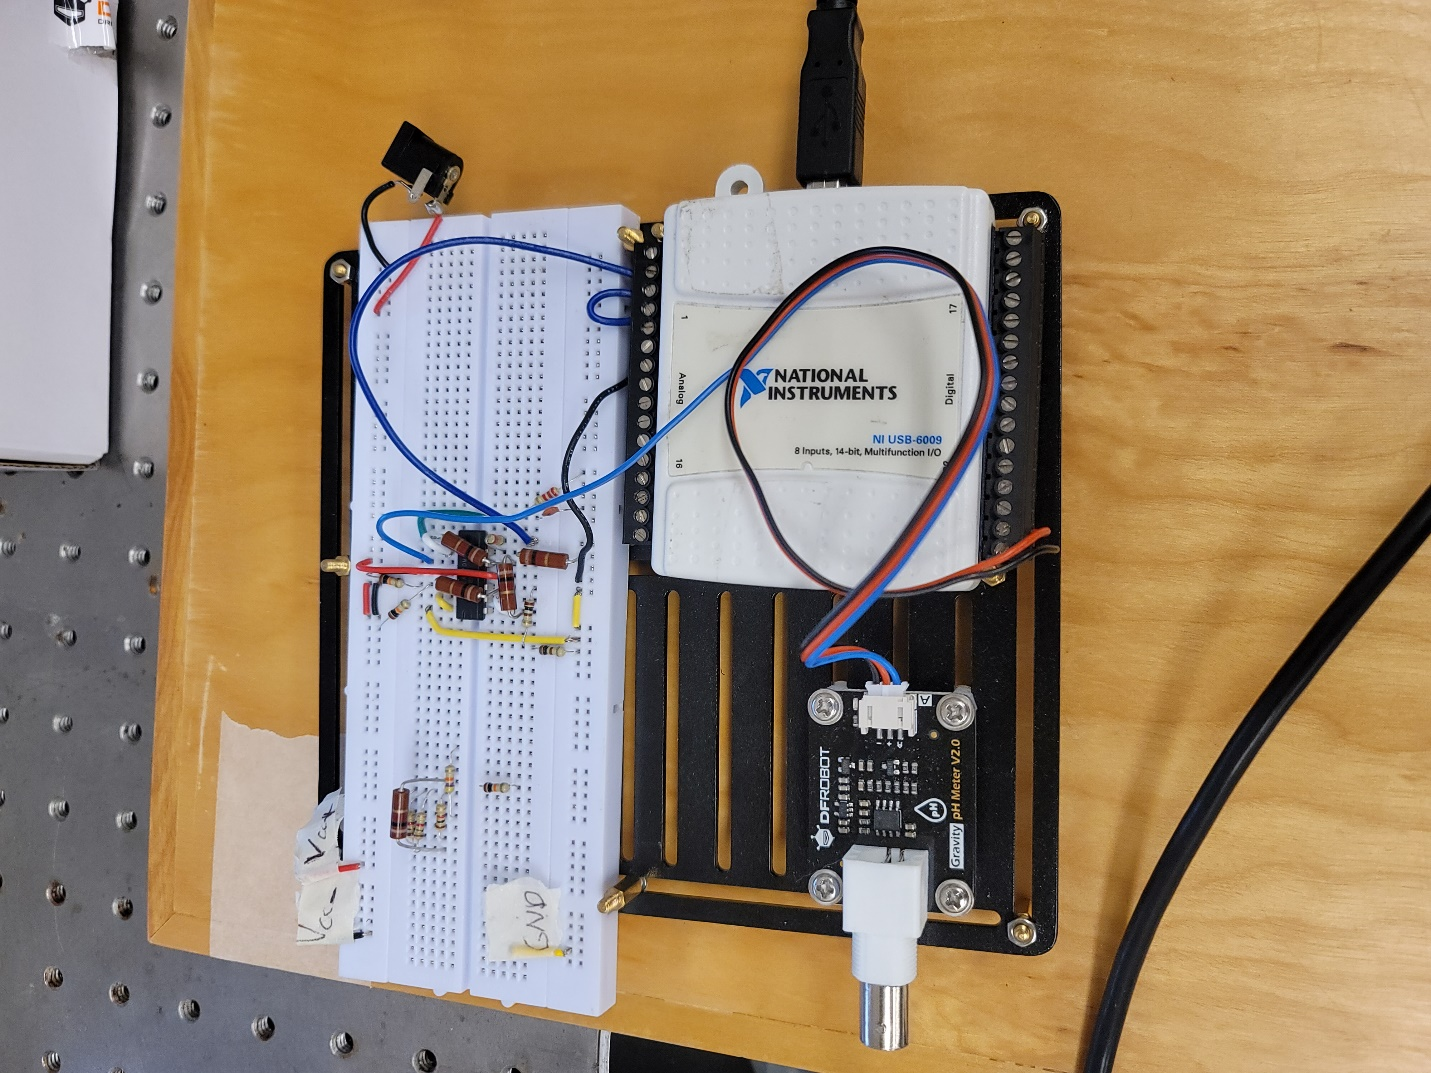 1
17
Analog
Digital
NATIONAL
INSTRUMENTS
NI USB-6009
8 Inputs, 14-bit, Multifunction I/O
16
A
- +
DFROBOT
pH
Gravity pH Meter V2.0
Vcc+
Vcc-
GND